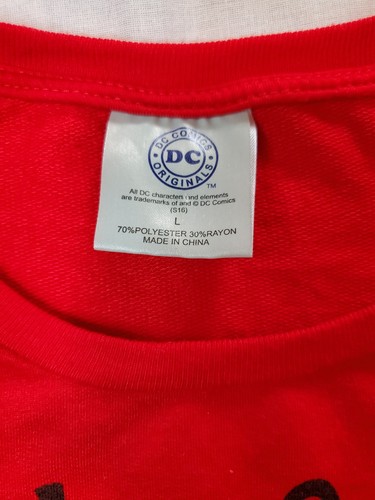 DC COMICS
DC
ORIGINALS
TM
All DC characters and elements
are trademarks of and © DC Comics
(S16)
L
70%POLYESTER 30%RAYON
MADE IN CHINA